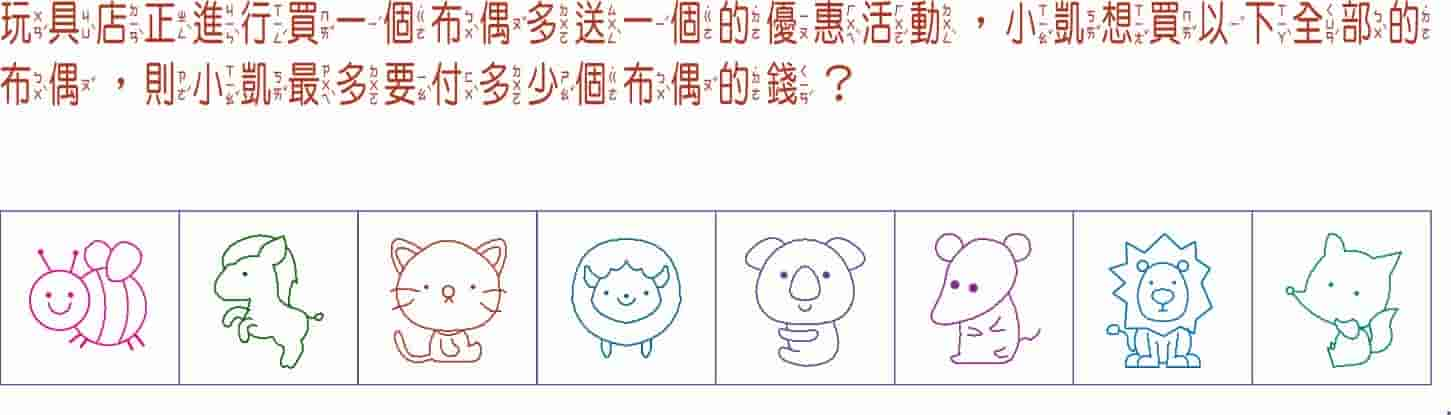 玩具店正進行買一個布偶多送一個的優惠活動，小凱想買以下全部的
布偶，則小凱最多要付多少個布偶的錢？